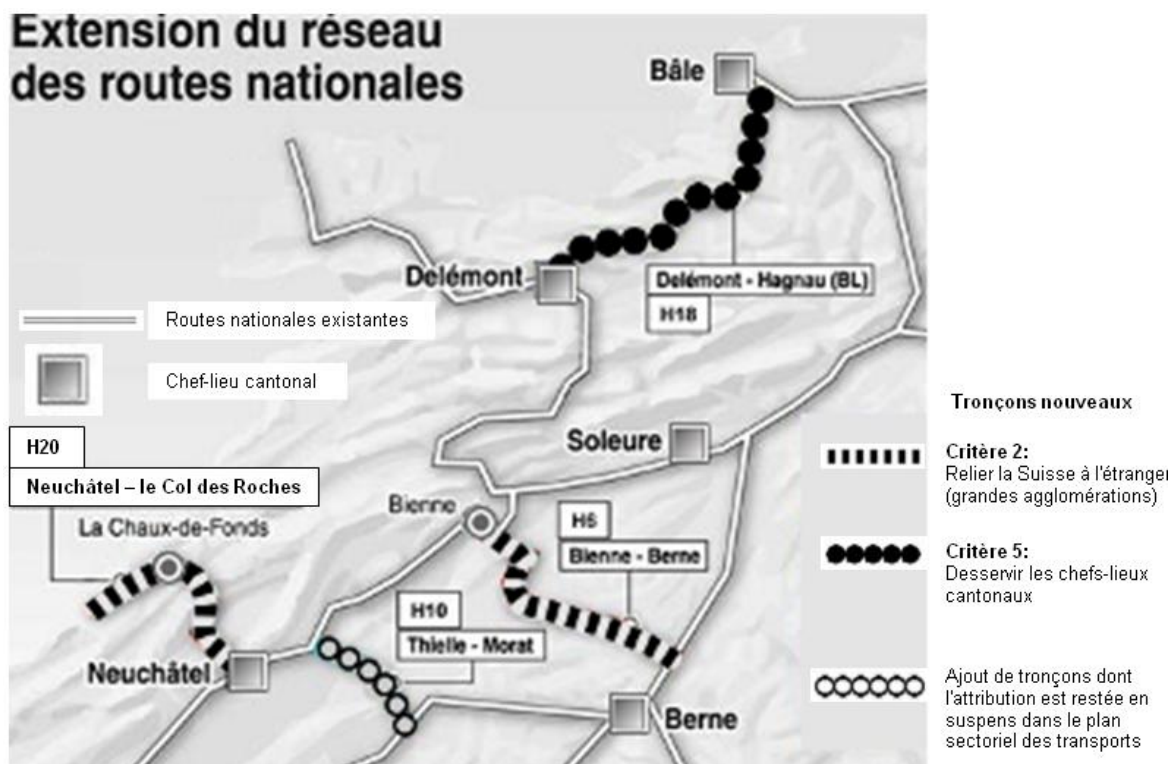 Extension du réseau
des routes nationales
Bâle
Delémont
Delémont - Hagnau (BL)
H18
Routes nationales existantes
Chef-lieu cantonal
H20
Neuchâtel – le Col des Roches
La Chaux-de-Fonds
Soleure
Bienne
H6
Bienne - Berne
H10
Thielle - Morat
Neuchâtel
Berne
Tronçons nouveaux
Critère 2:
Relier la Suisse à l'étranger
(grandes agglomérations)
Critère 5:
Desservir les chefs-lieux
cantonaux
Ajout de tronçons dont
l'attribution est restée en
suspens dans le plan
sectoriel des transports